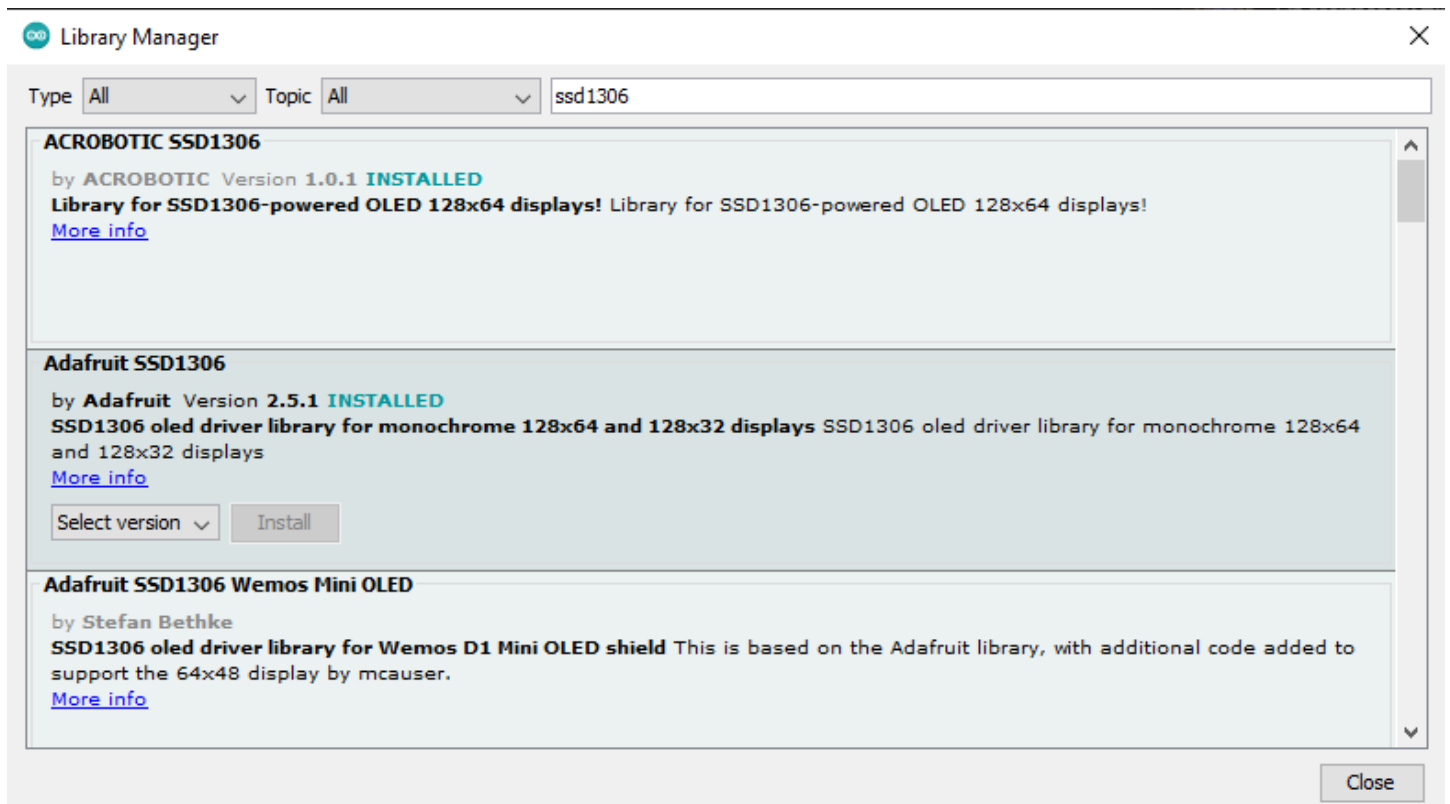 Library Manager
Type All Topic All ssd1306
ACROBOTIC SSD1306
by ACROBOTIC Version 1.0.1 INSTALLED
Library for SSD1306-powered OLED 128x64 displays! Library for SSD1306-powered OLED 128x64 displays!
More info
Adafruit SSD1306
by Adafruit Version 2.5.1 INSTALLED
SSD1306 oled driver library for monochrome 128x64 and 128x32 displays SSD1306 oled driver library for monochrome 128x64
and 128x32 displays
More info
Select version Install
Adafruit SSD1306 Wemos Mini OLED
by Stefan Bethke
SSD1306 oled driver library for Wemos D1 Mini OLED shield This is based on the Adafruit library, with additional code added to
support the 64x48 display by mcauser.
More info
Close